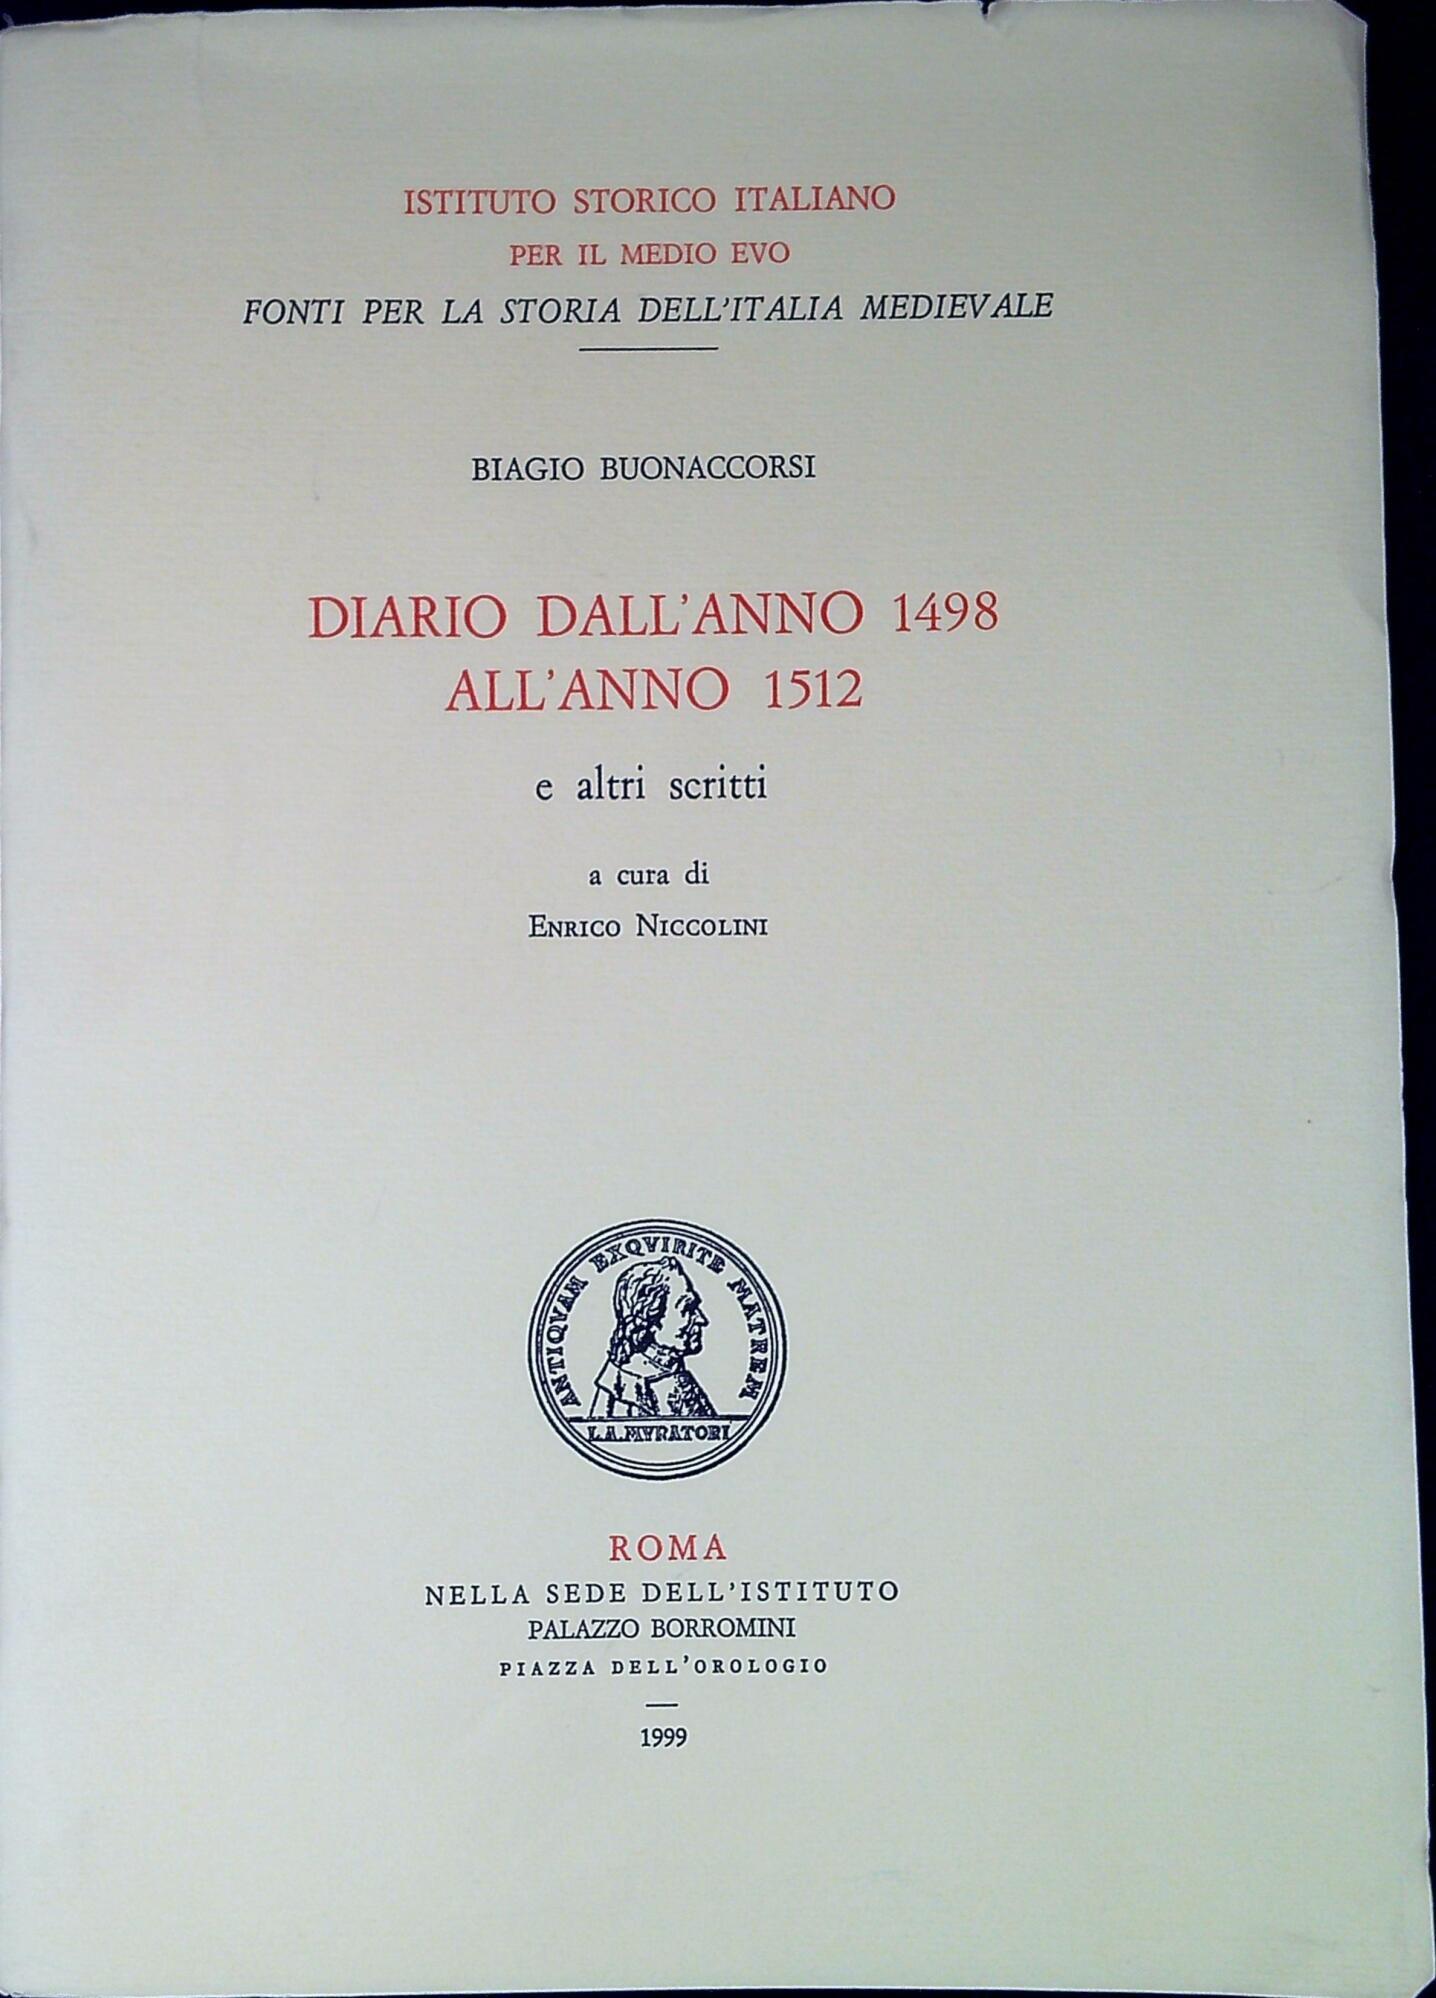 ISTITUTO STORICO ITALIANO
PER IL MEDIO EVO
FONTI PER LA STORIA DELL'ITALIA MEDIEVALE
BIAGIO BUONACCORSI
DIARIO DALL'ANNO 1498
ALL'ANNO 1512
e altri scritti
a cura di
ENRICO NICCOLINI
ANTIQVAM EXQVIRITE MATREM
L.A.MVRATORI
ROMA
NELLA SEDE DELL'ISTITUTO
PALAZZO BORROMINI
PIAZZA DELL'OROLOGIO
1999